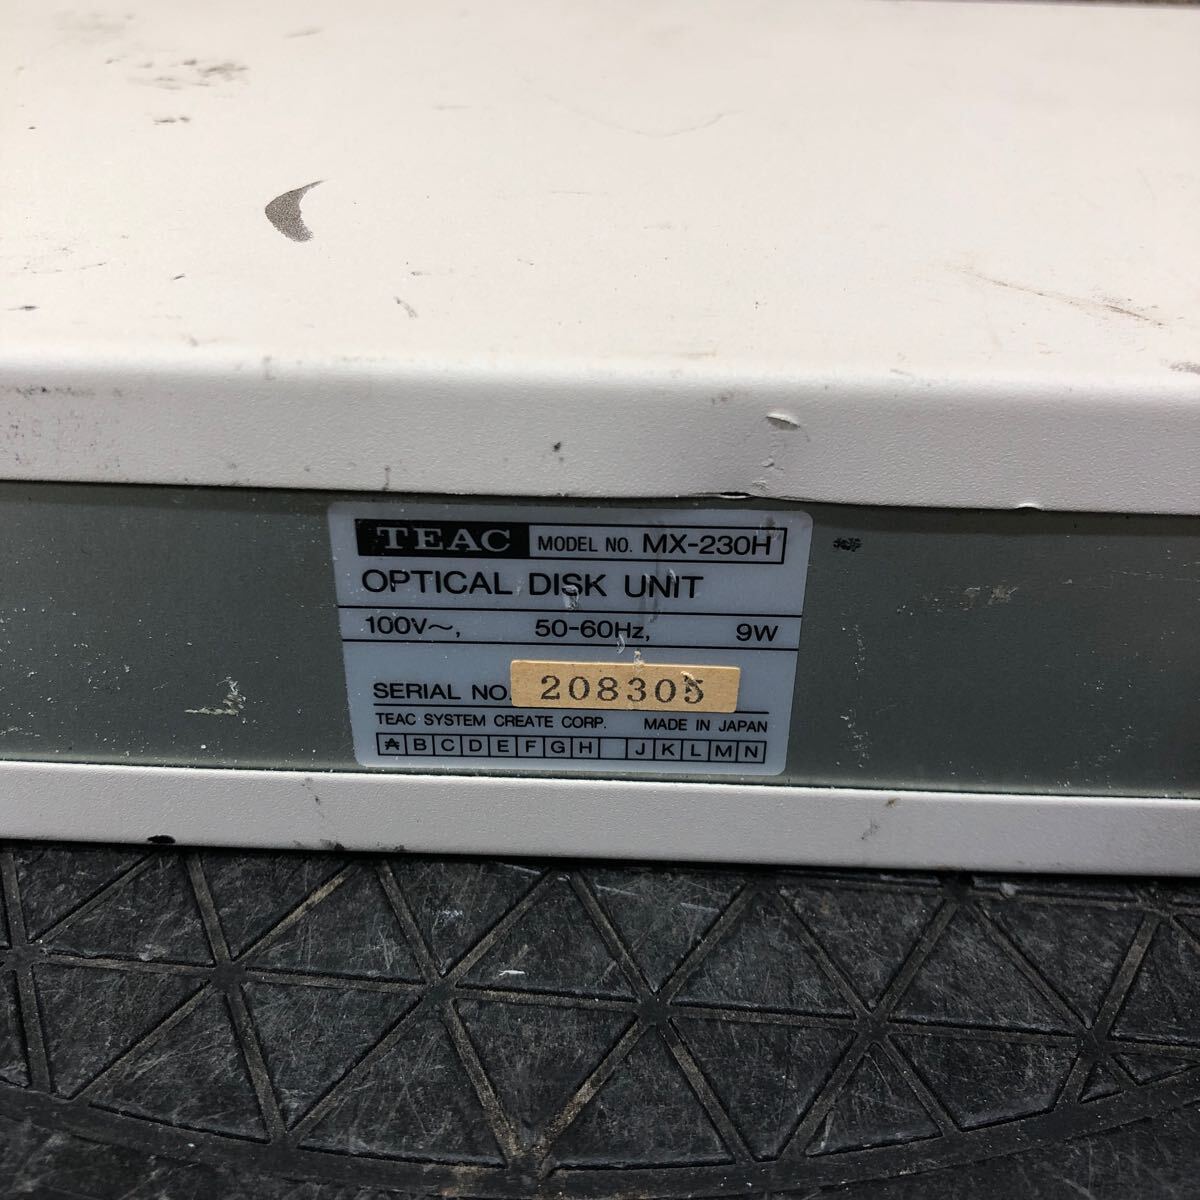 TEAC MODEL NO. MX-230H
OPTICAL DISK UNIT
100V～, 50-60Hz, 9W
SERIAL NO. 208305
TEAC SYSTEM CREATE CORP. MADE IN JAPAN
A B C D E F G H J K L M N